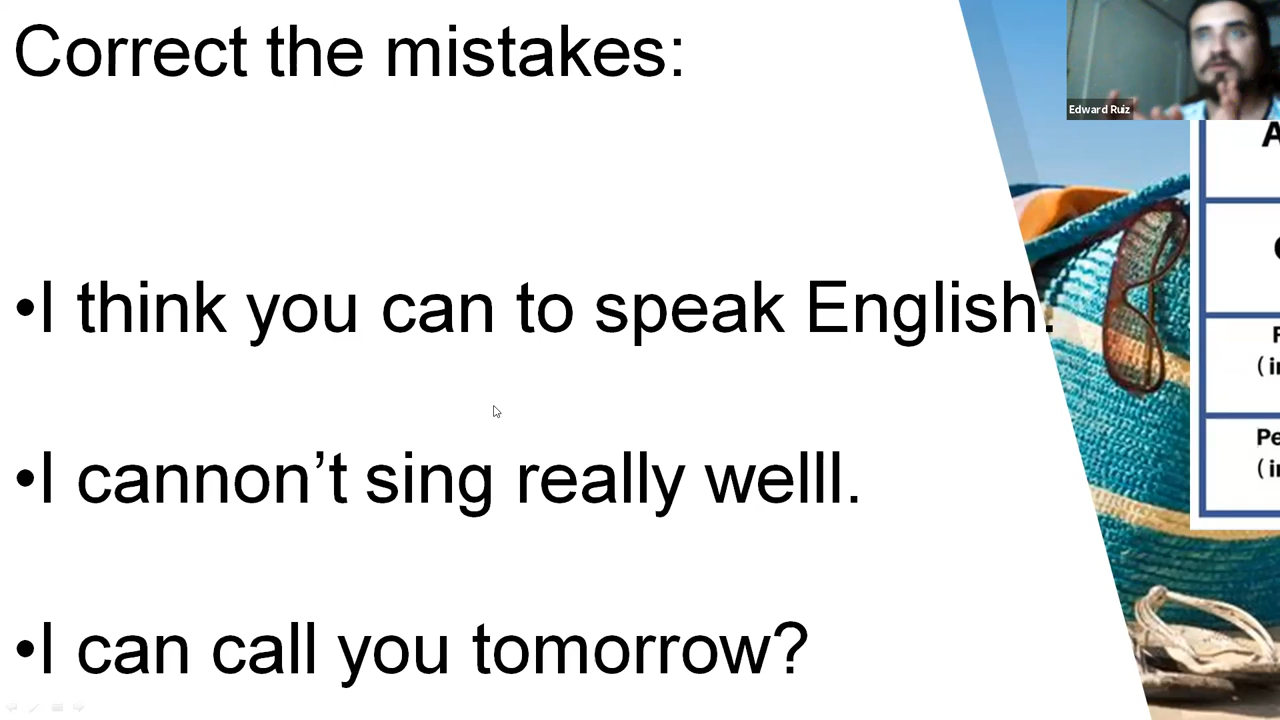 Correct the mistakes:
Edward Ruiz
•I think you can to speak English.
•I cannon’t sing really welll.
•I can call you tomorrow?